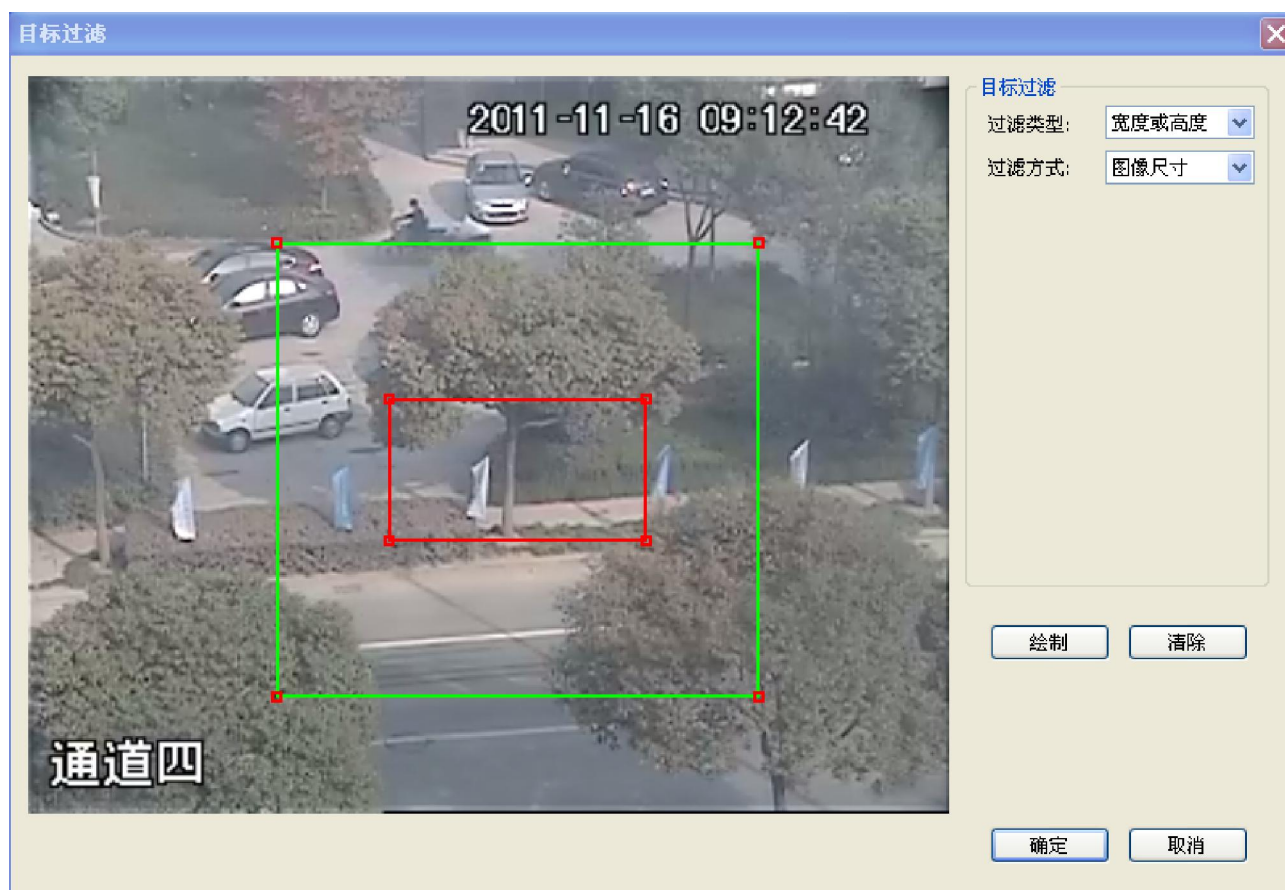 目标过滤
2011-11-16 09:12:42
通道四
目标过滤
过滤类型: 宽度或高度
过滤方式: 图像尺寸
绘制 清除
确定 取消